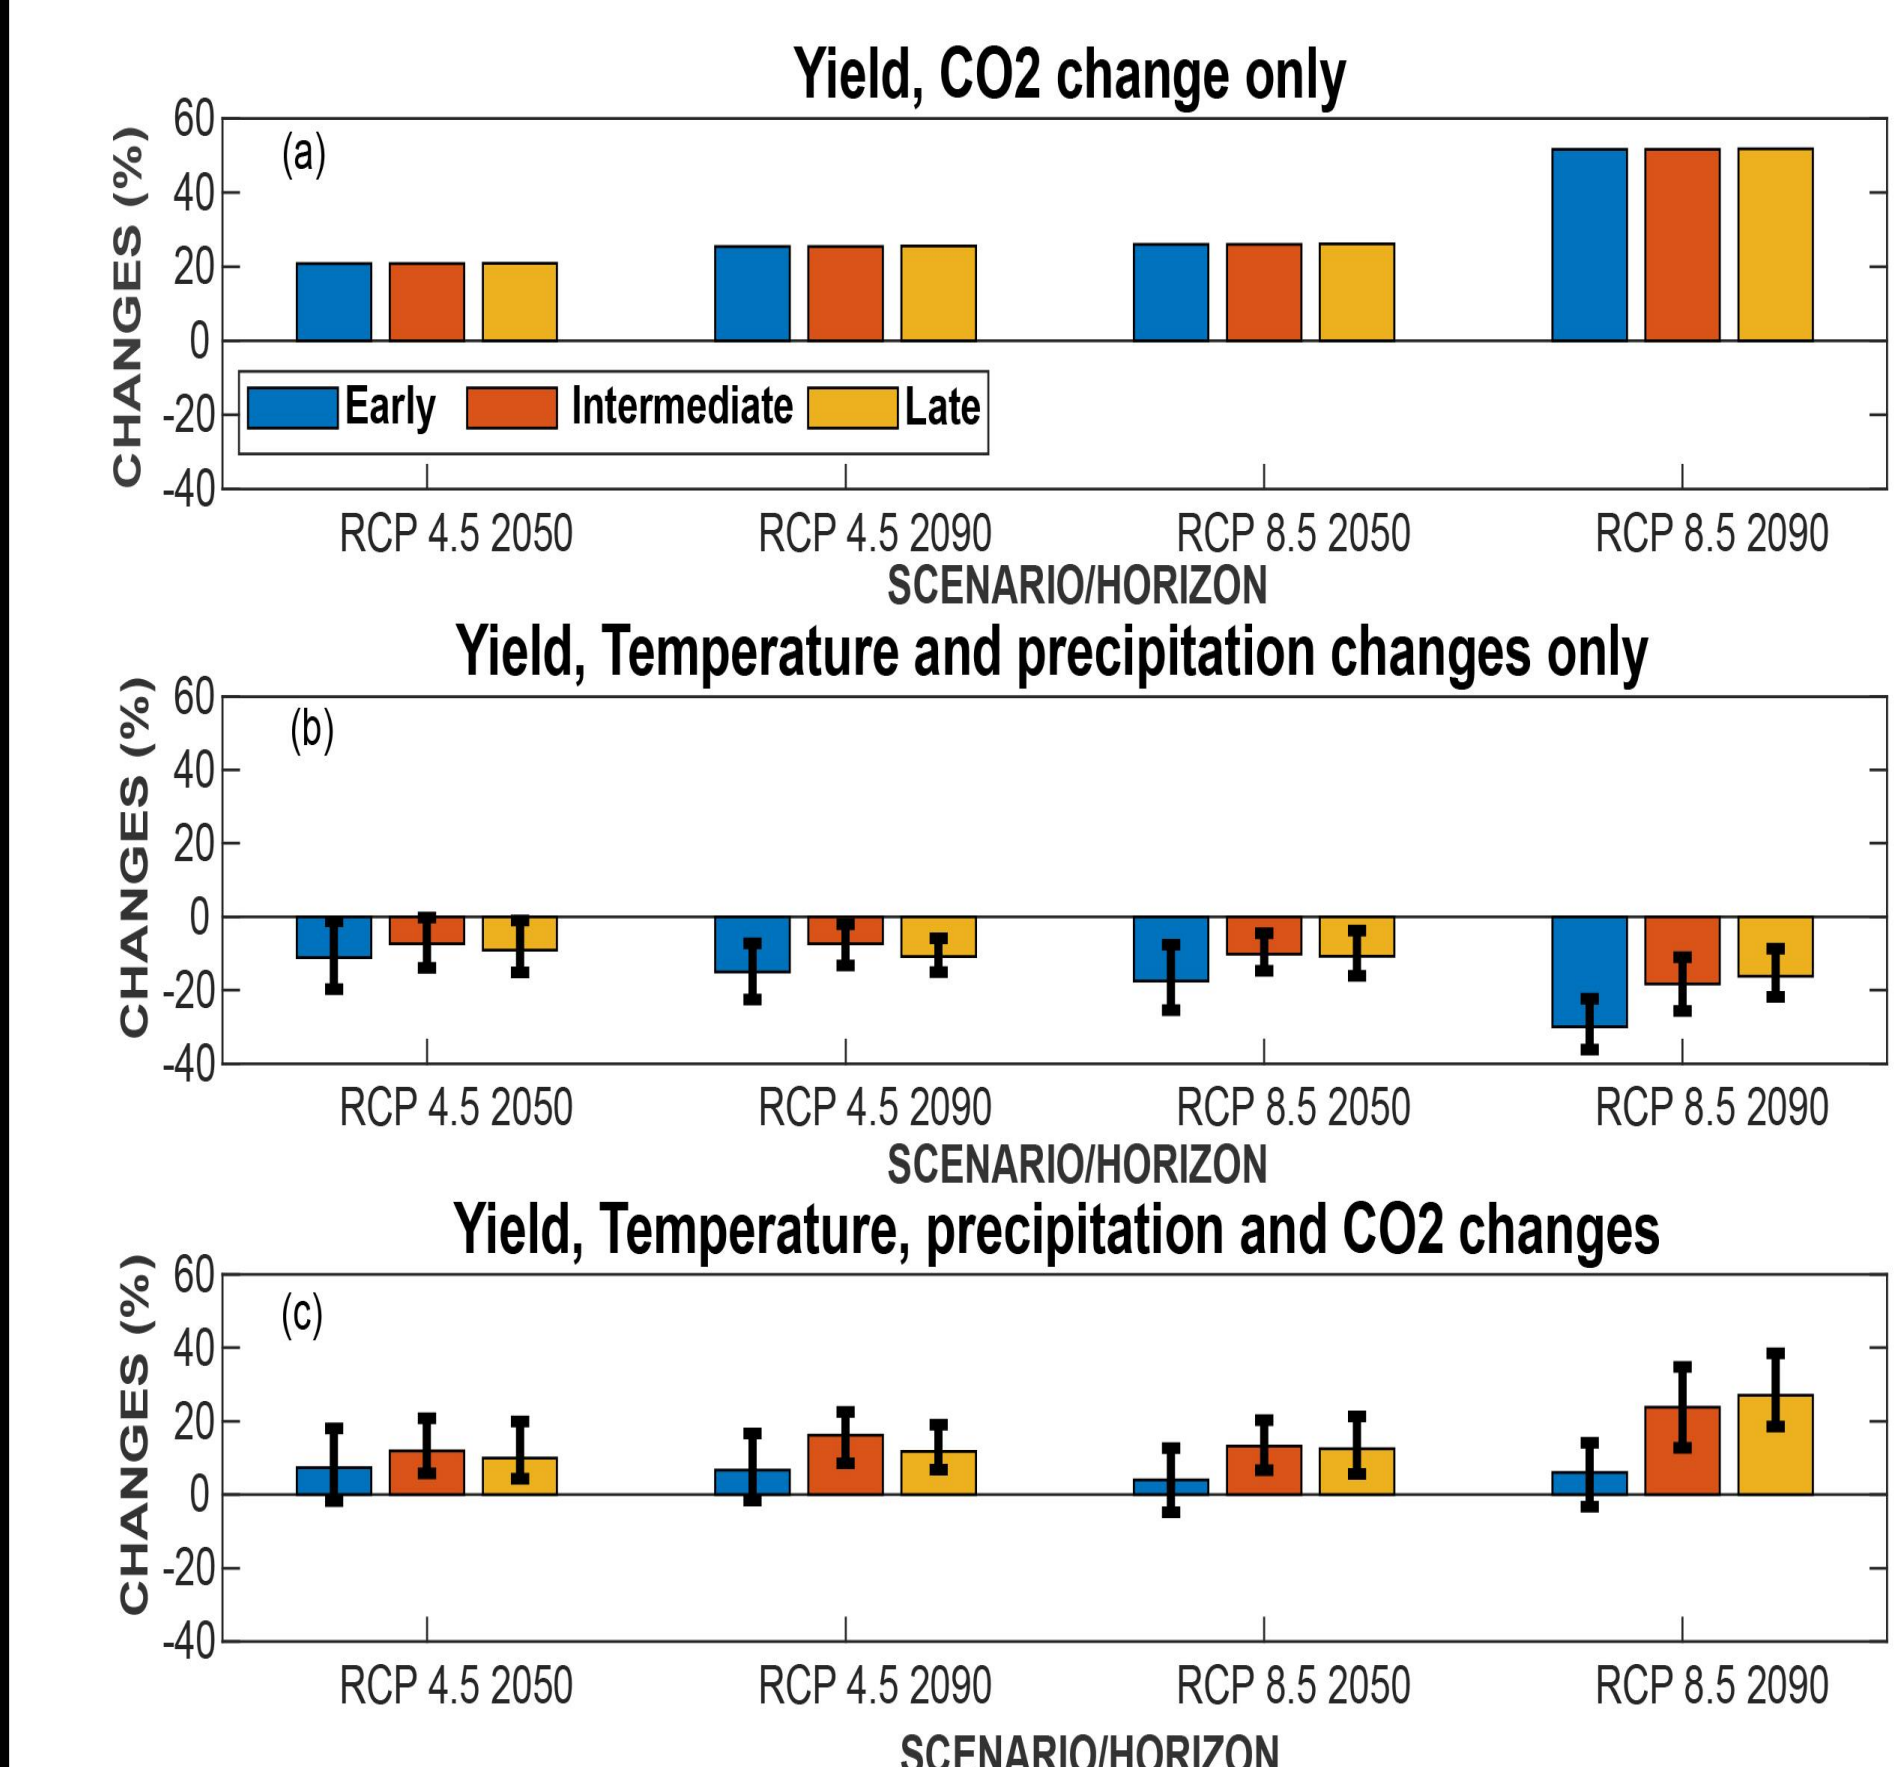 Yield, CO2 change only
CHANGES (%)
60
40
20
0
-20
-40
(a)
Early Intermediate Late
RCP 4.5 2050 RCP 4.5 2090 RCP 8.5 2050 RCP 8.5 2090
SCENARIO/HORIZON
Yield, Temperature and precipitation changes only
CHANGES (%)
60
40
20
0
-20
-40
(b)
RCP 4.5 2050 RCP 4.5 2090 RCP 8.5 2050 RCP 8.5 2090
SCENARIO/HORIZON
Yield, Temperature, precipitation and CO2 changes
CHANGES (%)
60
40
20
0
-20
-40
(c)
RCP 4.5 2050 RCP 4.5 2090 RCP 8.5 2050 RCP 8.5 2090
SCENARIO/HORIZON